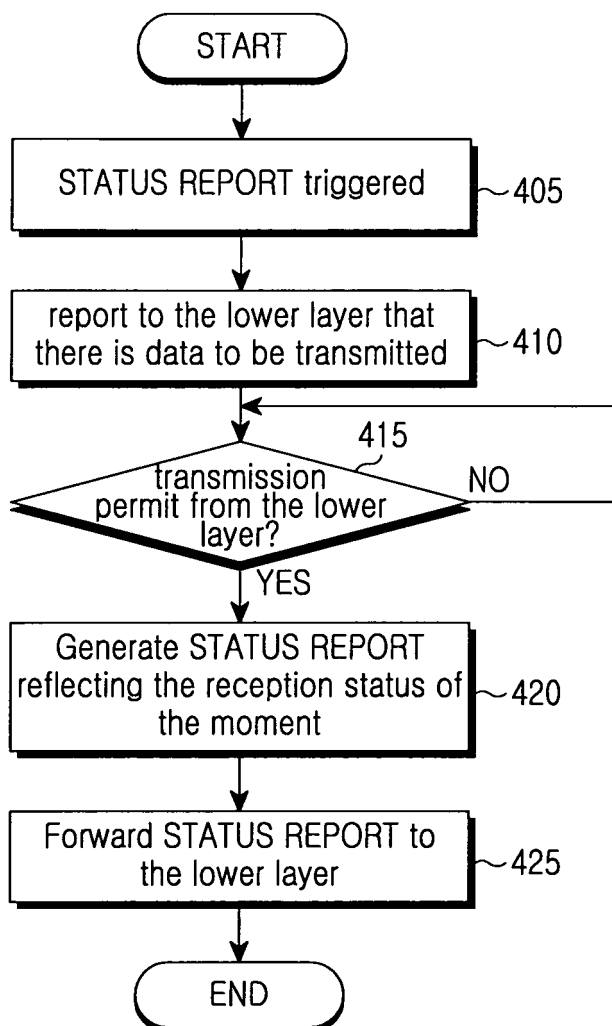 START
STATUS REPORT triggered
405
report to the lower layer that
there is data to be transmitted
410
415
transmission
permit from the lower
layer?
NO
YES
Generate STATUS REPORT
reflecting the reception status of
the moment
420
Forward STATUS REPORT to
the lower layer
425
END